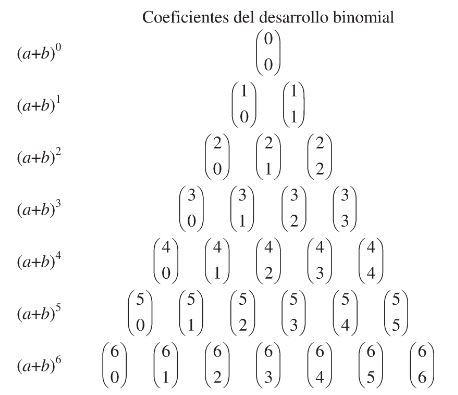 Coeficientes del desarrollo binomial
(a+b)⁰ (0 0)
(a+b)¹ (1 0) (1 1)
(a+b)² (2 0) (2 1) (2 2)
(a+b)³ (3 0) (3 1) (3 2) (3 3)
(a+b)⁴ (4 0) (4 1) (4 2) (4 3) (4 4)
(a+b)⁵ (5 0) (5 1) (5 2) (5 3) (5 4) (5 5)
(a+b)⁶ (6 0) (6 1) (6 2) (6 3) (6 4) (6 5) (6 6)